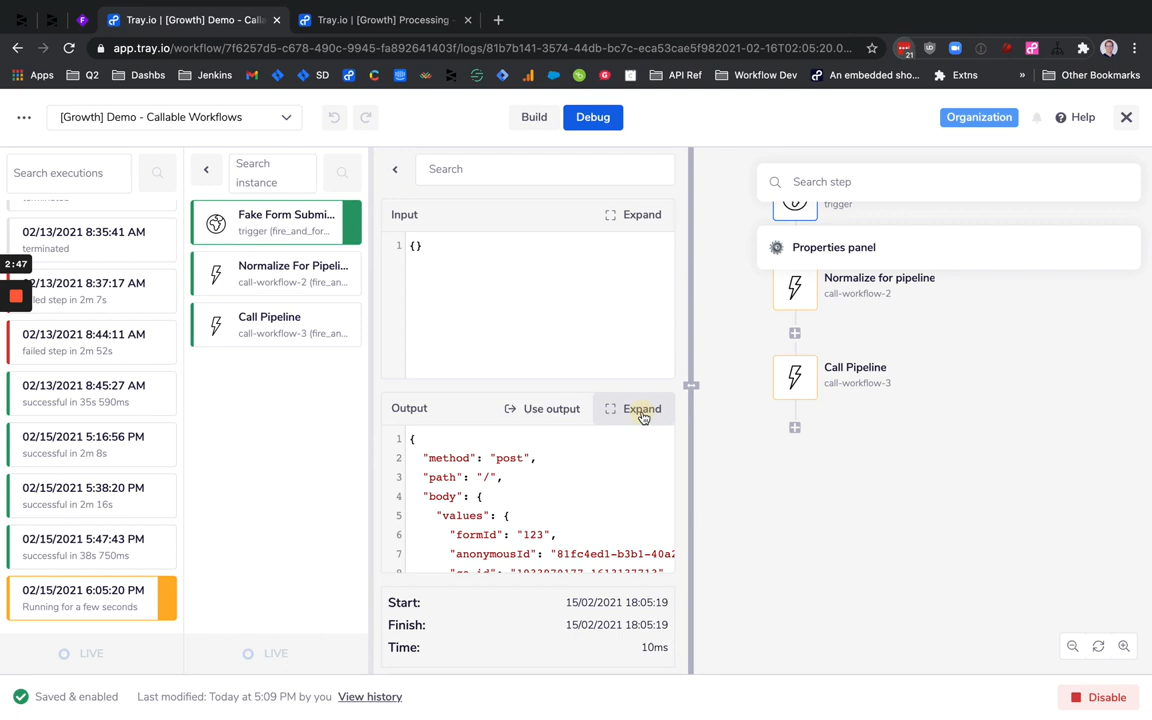 Tray.io | [Growth] Demo - Calla
Tray.io | [Growth] Processing -
app.tray.io/workflow/7f6257d5-c678-490c-9945-fa892641403f/logs/81b7b141-3574-44db-bc7c-eca53cae5f982021-02-16T02:05:20.0...
21
Apps
Q2
Dashbs
Jenkins
SD
API Ref
Workflow Dev
An embedded sho...
Extns
»
Other Bookmarks
[Growth] Demo - Callable Workflows
Build
Debug
Organization
Help
Search executions
02/13/2021 8:35:41 AM
terminated
2:47
/13/2021 8:37:17 AM
led step in 2m 7s
02/13/2021 8:44:11 AM
failed step in 2m 52s
02/13/2021 8:45:27 AM
successful in 35s 590ms
02/15/2021 5:16:56 PM
successful in 2m 8s
02/15/2021 5:38:20 PM
successful in 2m 16s
02/15/2021 5:47:43 PM
successful in 38s 750ms
02/15/2021 6:05:20 PM
Running for a few seconds
LIVE
Search
instance
Fake Form Submi...
trigger (fire_and_for...
Normalize For Pipeli...
call-workflow-2 (fire_an...
Call Pipeline
call-workflow-3 (fire_an...
LIVE
Search
Input
Expand
1 {}
Output
Use output
Expand
1 {
2 "method": "post",
3 "path": "/",
4 "body": {
5 "values": {
6 "formId": "123",
7 "anonymousId": "81fc4ed1-b3b1-40a2
Start: 15/02/2021 18:05:19
Finish: 15/02/2021 18:05:19
Time: 10ms
Search step
trigger
Properties panel
Normalize for pipeline
call-workflow-2
Call Pipeline
call-workflow-3
Saved & enabled
Last modified: Today at 5:09 PM by you
View history
Disable